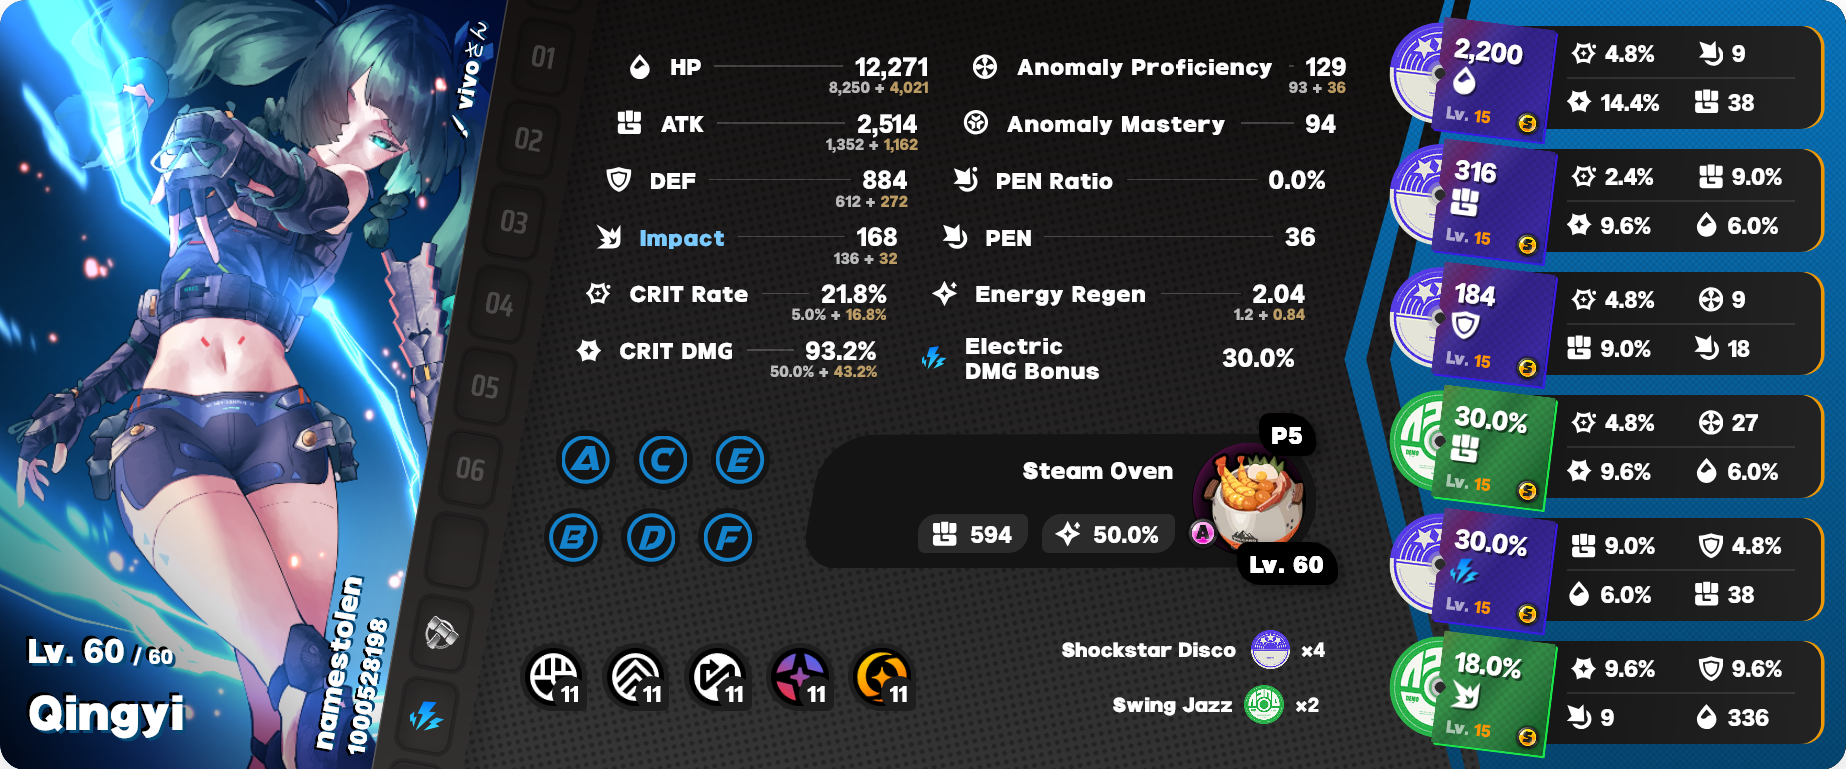 vivoさん
Lv. 60 / 60
Qingyi
namestolen
1000528198
01
02
03
04
05
06
HP 12,271
8,250 + 4,021
ATK 2,514
1,352 + 1,162
DEF 884
612 + 272
Impact 168
136 + 32
CRIT Rate 21.8%
5.0% + 16.8%
CRIT DMG 93.2%
50.0% + 43.2%
Anomaly Proficiency 129
93 + 36
Anomaly Mastery 94
PEN Ratio 0.0%
PEN 36
Energy Regen 2.04
1.2 + 0.84
Electric
DMG Bonus 30.0%
A C E
B D F
P5
Steam Oven
594 50.0%
A
Lv. 60
11 11 11 11 11
Shockstar Disco ×4
Swing Jazz ×2
2,200
Lv. 15 S
4.8% 9
14.4% 38
316
Lv. 15 S
2.4% 9.0%
9.6% 6.0%
184
Lv. 15 S
4.8% 9
9.0% 18
30.0%
Lv. 15 S
4.8% 27
9.6% 6.0%
30.0%
Lv. 15 S
9.0% 4.8%
6.0% 38
18.0%
Lv. 15 S
9.6% 9.6%
9 336